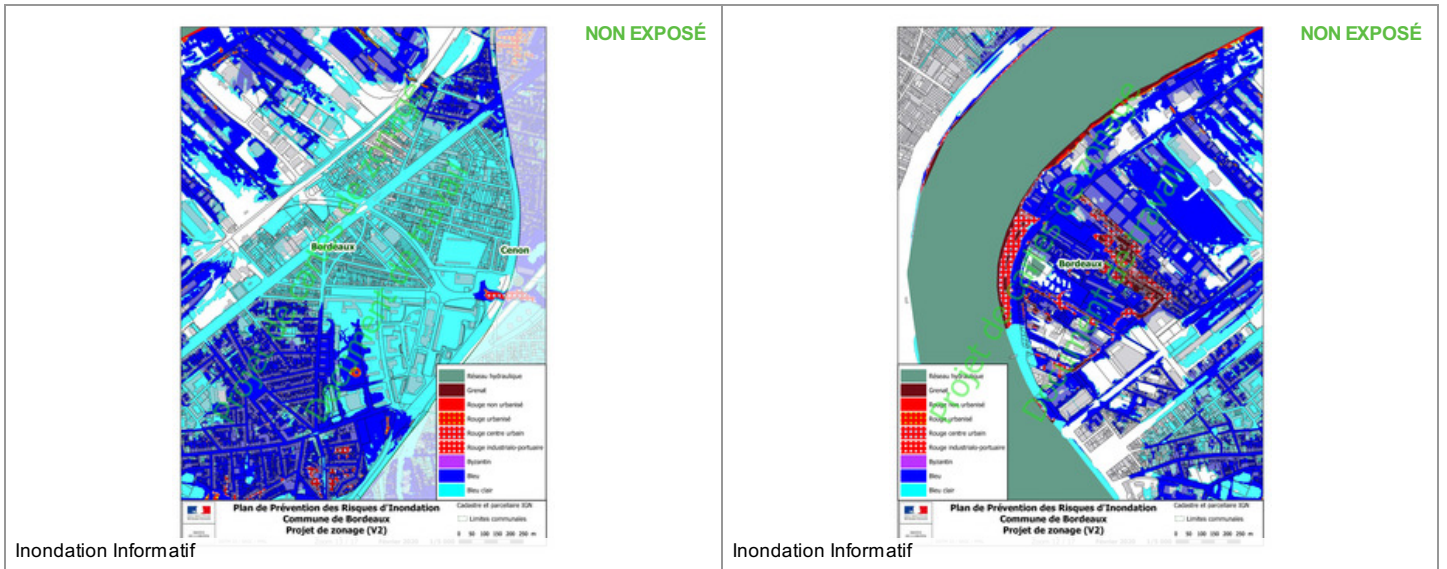 NON EXPOSÉ
Bordeaux
Cenon
Réseau hydraulique
Grenat
Rouge non urbanisé
Rouge urbanisé
Rouge centre urbain
Rouge industrialo-portuaire
Byzantin
Bleu
Bleu clair
Plan de Prévention des Risques d'Inondation
Commune de Bordeaux
Projet de zonage (V2)
Cadastre et parcellaire IGN
Limites communales
0 50 100 150 200 250 m
Inondation Informatif
NON EXPOSÉ
Bordeaux
projet de
Réseau hydraulique
Grenat
Rouge non urbanisé
Rouge urbanisé
Rouge centre urbain
Rouge industrialo-portuaire
Byzantin
Bleu
Bleu clair
Plan de Prévention des Risques d'Inondation
Commune de Bordeaux
Projet de zonage (V2)
Cadastre et parcellaire IGN
Limites communales
0 50 100 150 200 250 m
Inondation Informatif